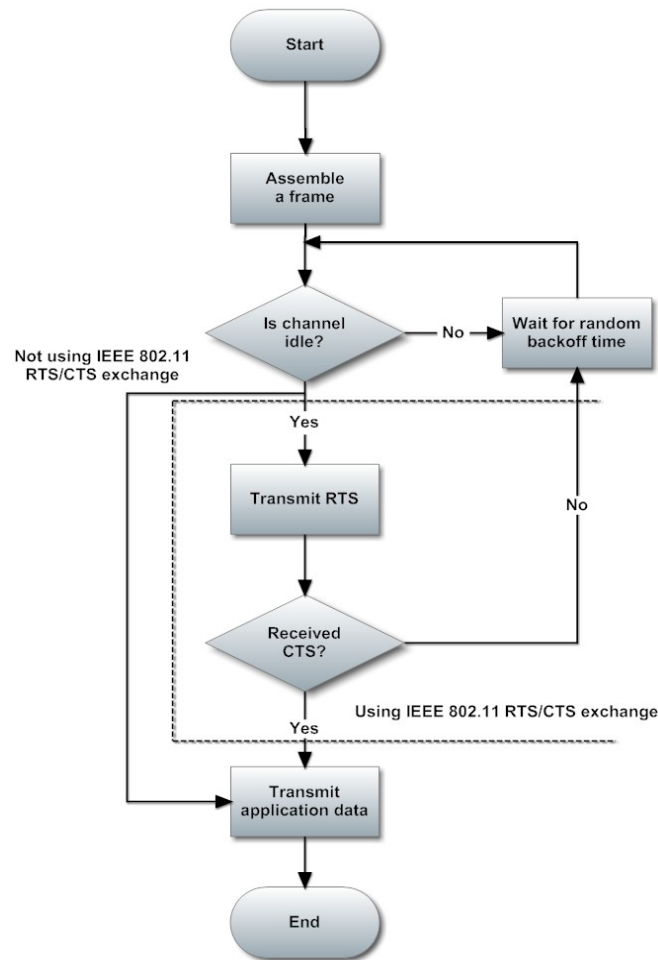 Start
Assemble
a frame
Is channel
idle?
No
Wait for random
backoff time
Not using IEEE 802.11
RTS/CTS exchange
Yes
Transmit RTS
No
Received
CTS?
Using IEEE 802.11 RTS/CTS exchange
Yes
Transmit
application data
End